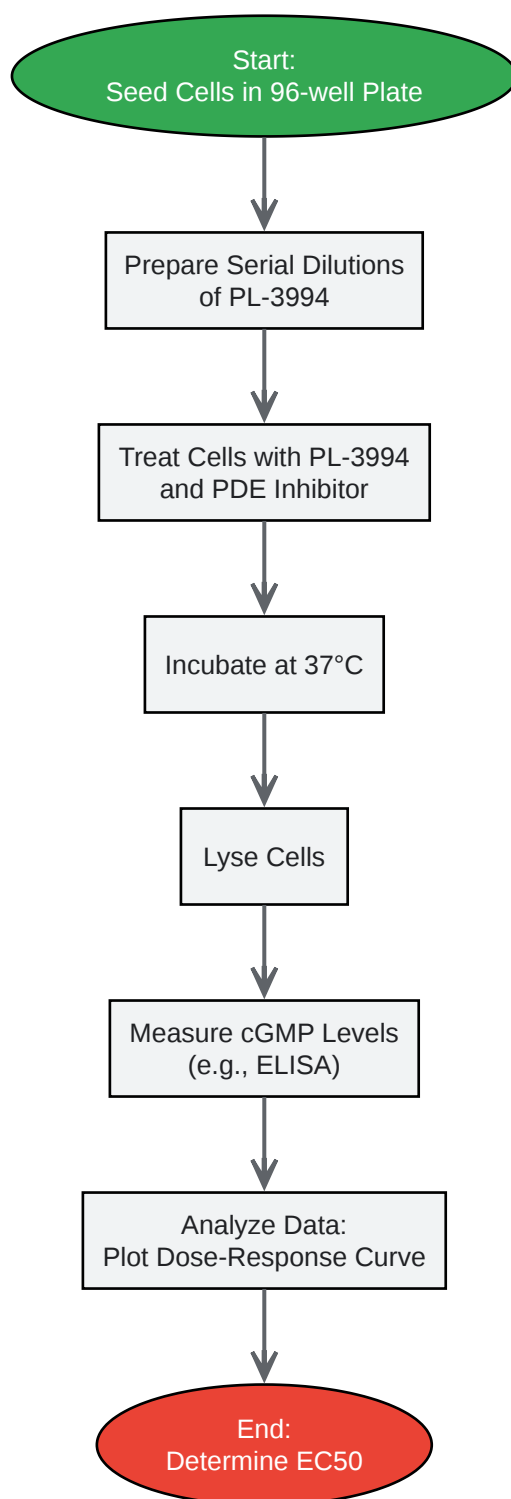 Start:
Seed Cells in 96-well Plate
Prepare Serial Dilutions
of PL-3994
Treat Cells with PL-3994
and PDE Inhibitor
Incubate at 37°C
Lyse Cells
Measure cGMP Levels
(e.g., ELISA)
Analyze Data:
Plot Dose-Response Curve
End:
Determine EC50